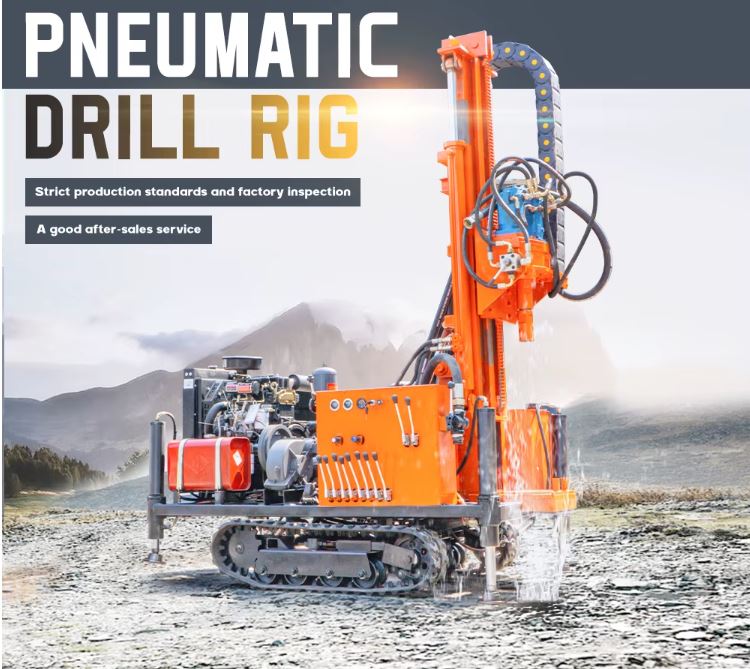 PNEUMATIC
DRILL RIG
Strict production standards and factory inspection
A good after-sales service